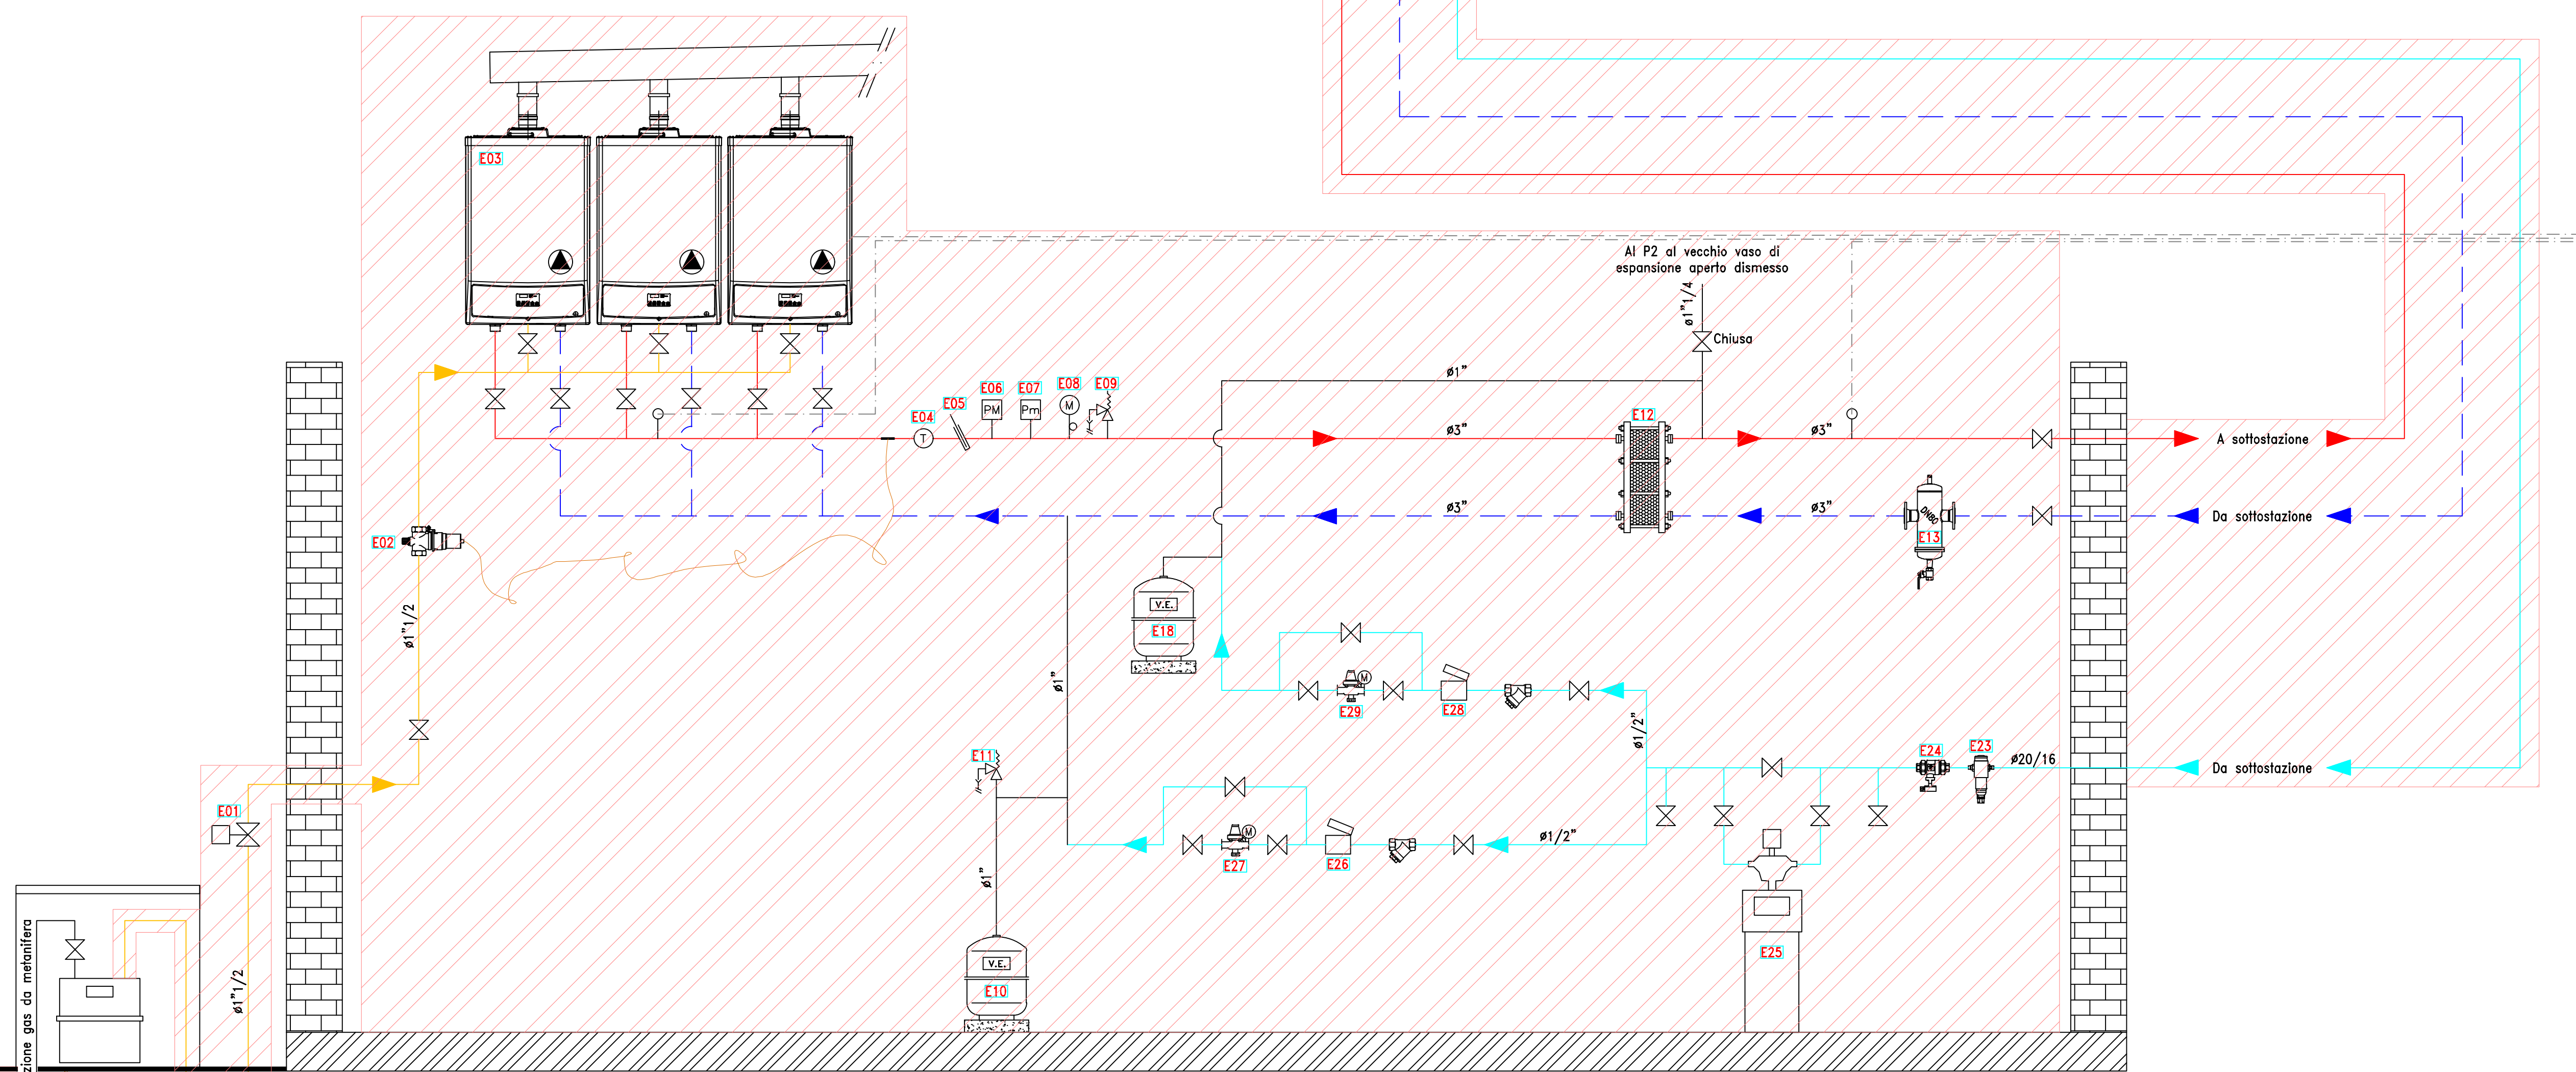 E03
Al P2 al vecchio vaso di
espansione aperto dismesso
ø1"1/4
Chiusa
ø1"
E04
E05
E06
E07
E08
E09
PM
Pm
M
T
ø3"
E12
ø3"
A sottostazione
ø3"
ø3"
DN80
E13
Da sottostazione
E02
ø1"1/2
V.E.
E18
ø1"
M
E29
E28
ø1/2"
E11
E24
E23
ø20/16
Da sottostazione
E01
M
E27
E26
ø1/2"
ø1"
V.E.
E10
E25
ø1"1/2
zione gas da metanifera